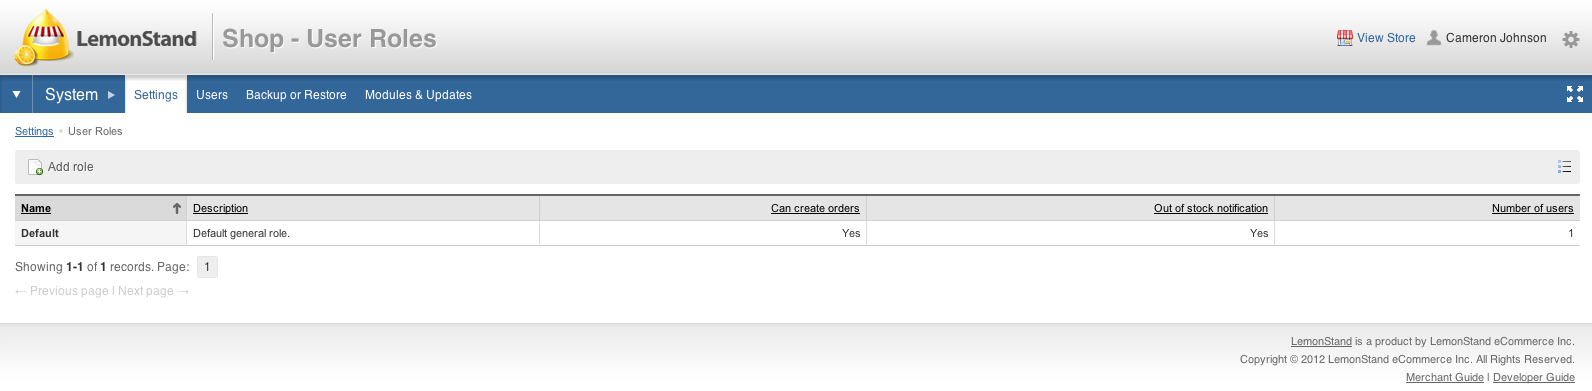 LemonStand Shop - User Roles View Store Cameron Johnson
System Settings Users Backup or Restore Modules & Updates
Settings • User Roles
Add role
Name Description Can create orders Out of stock notification Number of users
Default Default general role. Yes Yes 1
Showing 1-1 of 1 records. Page: 1
← Previous page | Next page →
LemonStand is a product by LemonStand eCommerce Inc.
Copyright © 2012 LemonStand eCommerce Inc. All Rights Reserved.
Merchant Guide | Developer Guide